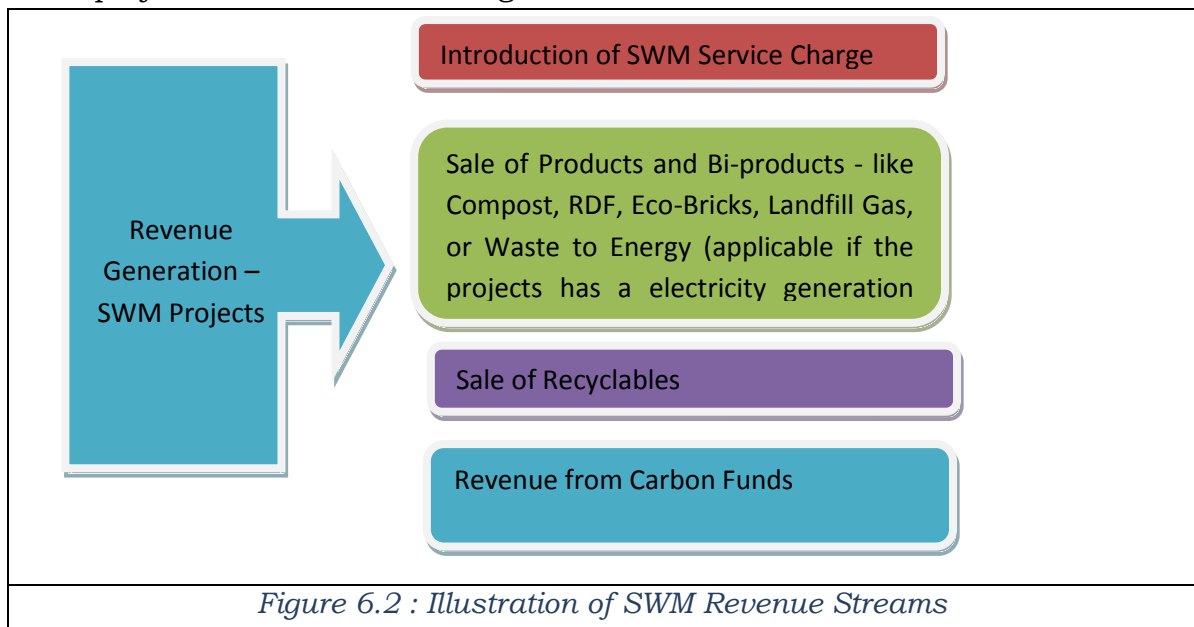 Introduction of SWM Service Charge
Sale of Products and Bi-products - like
Compost, RDF, Eco-Bricks, Landfill Gas,
or Waste to Energy (applicable if the
projects has a electricity generation
Revenue
Generation –
SWM Projects
Sale of Recyclables
Revenue from Carbon Funds
Figure 6.2 : Illustration of SWM Revenue Streams